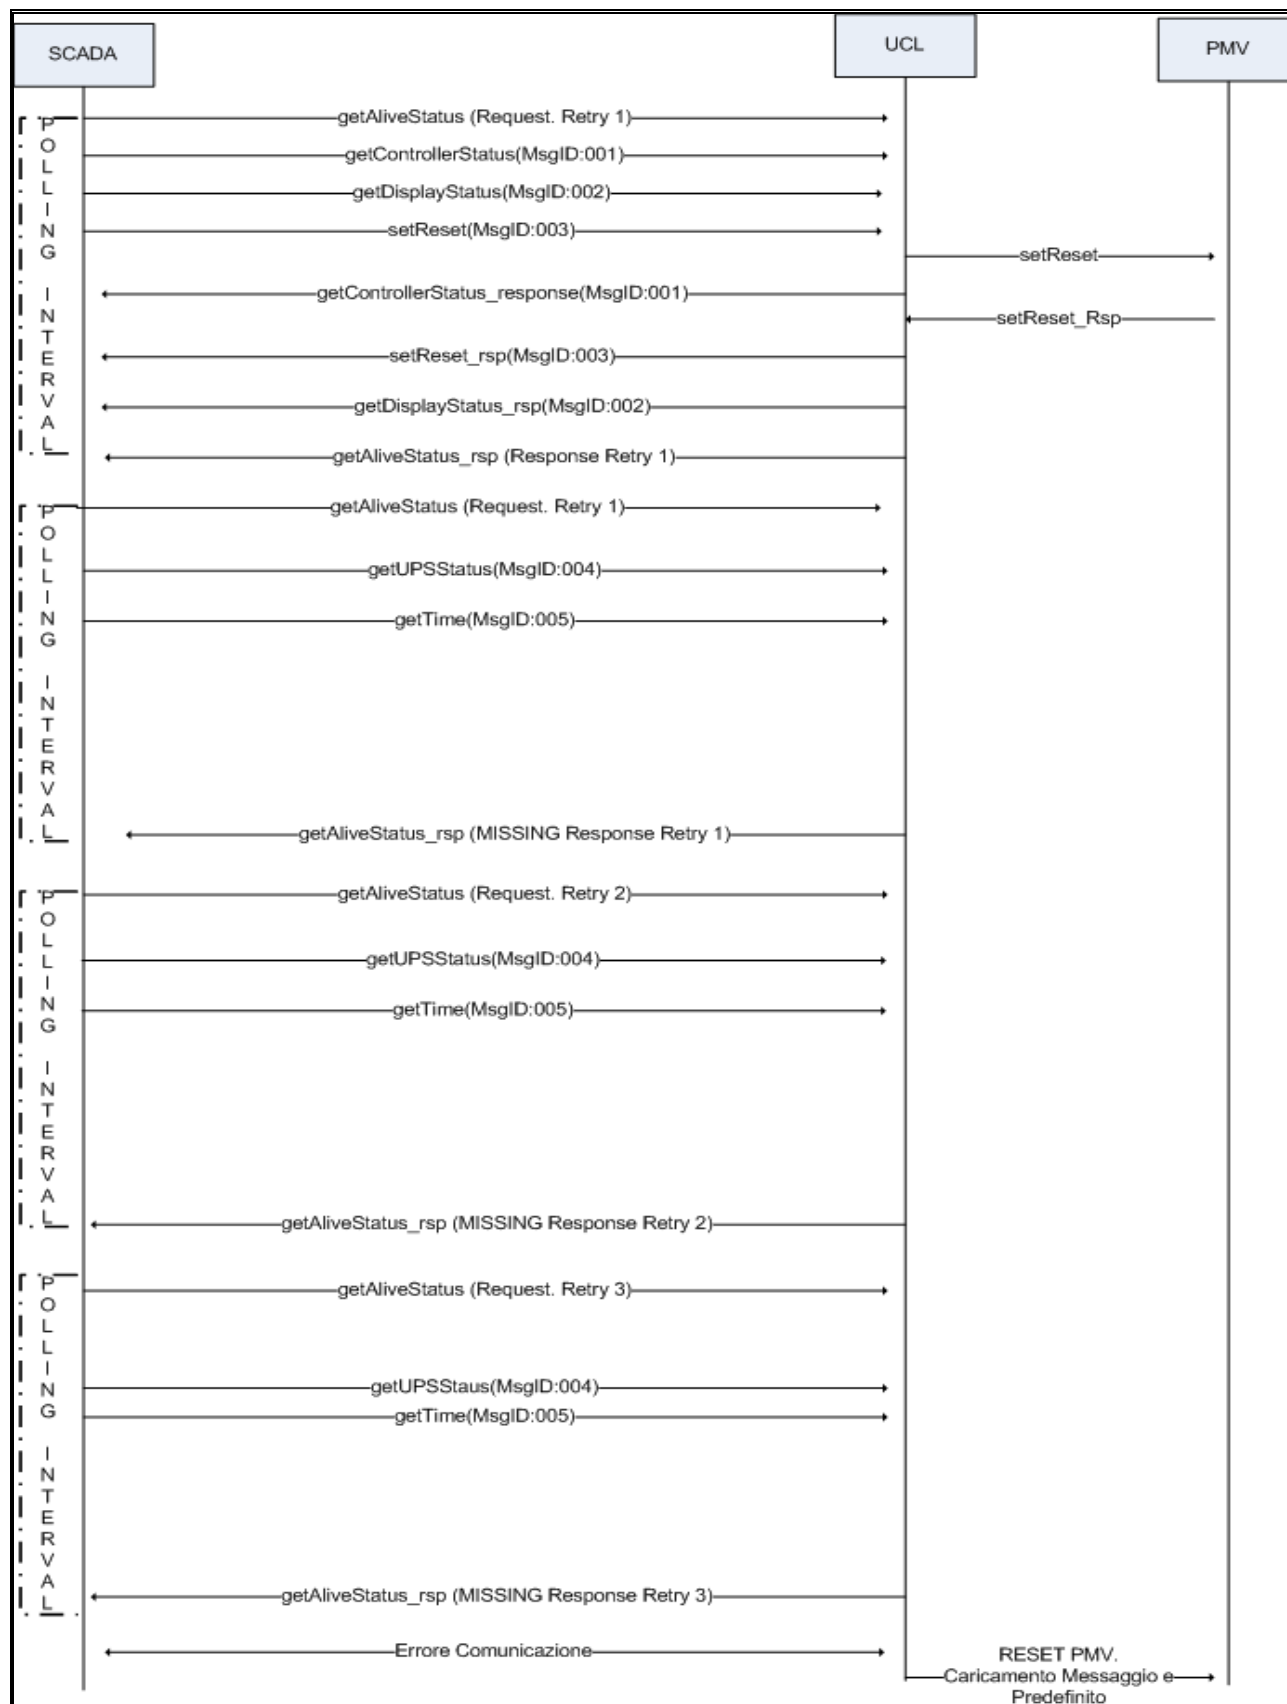 SCADA
UCL
PMV
POLLING INTERVAL
getAliveStatus (Request. Retry 1)
getControllerStatus(MsgID:001)
getDisplayStatus(MsgID:002)
setReset(MsgID:003)
setReset
getControllerStatus_response(MsgID:001)
setReset_Rsp
setReset_rsp(MsgID:003)
getDisplayStatus_rsp(MsgID:002)
getAliveStatus_rsp (Response Retry 1)
POLLING INTERVAL
getAliveStatus (Request. Retry 1)
getUPSStatus(MsgID:004)
getTime(MsgID:005)
getAliveStatus_rsp (MISSING Response Retry 1)
POLLING INTERVAL
getAliveStatus (Request. Retry 2)
getUPSStatus(MsgID:004)
getTime(MsgID:005)
getAliveStatus_rsp (MISSING Response Retry 2)
POLLING INTERVAL
getAliveStatus (Request. Retry 3)
getUPSStaus(MsgID:004)
getTime(MsgID:005)
getAliveStatus_rsp (MISSING Response Retry 3)
Errore Comunicazione
RESET PMV.
Caricamento Messaggio e
Predefinito